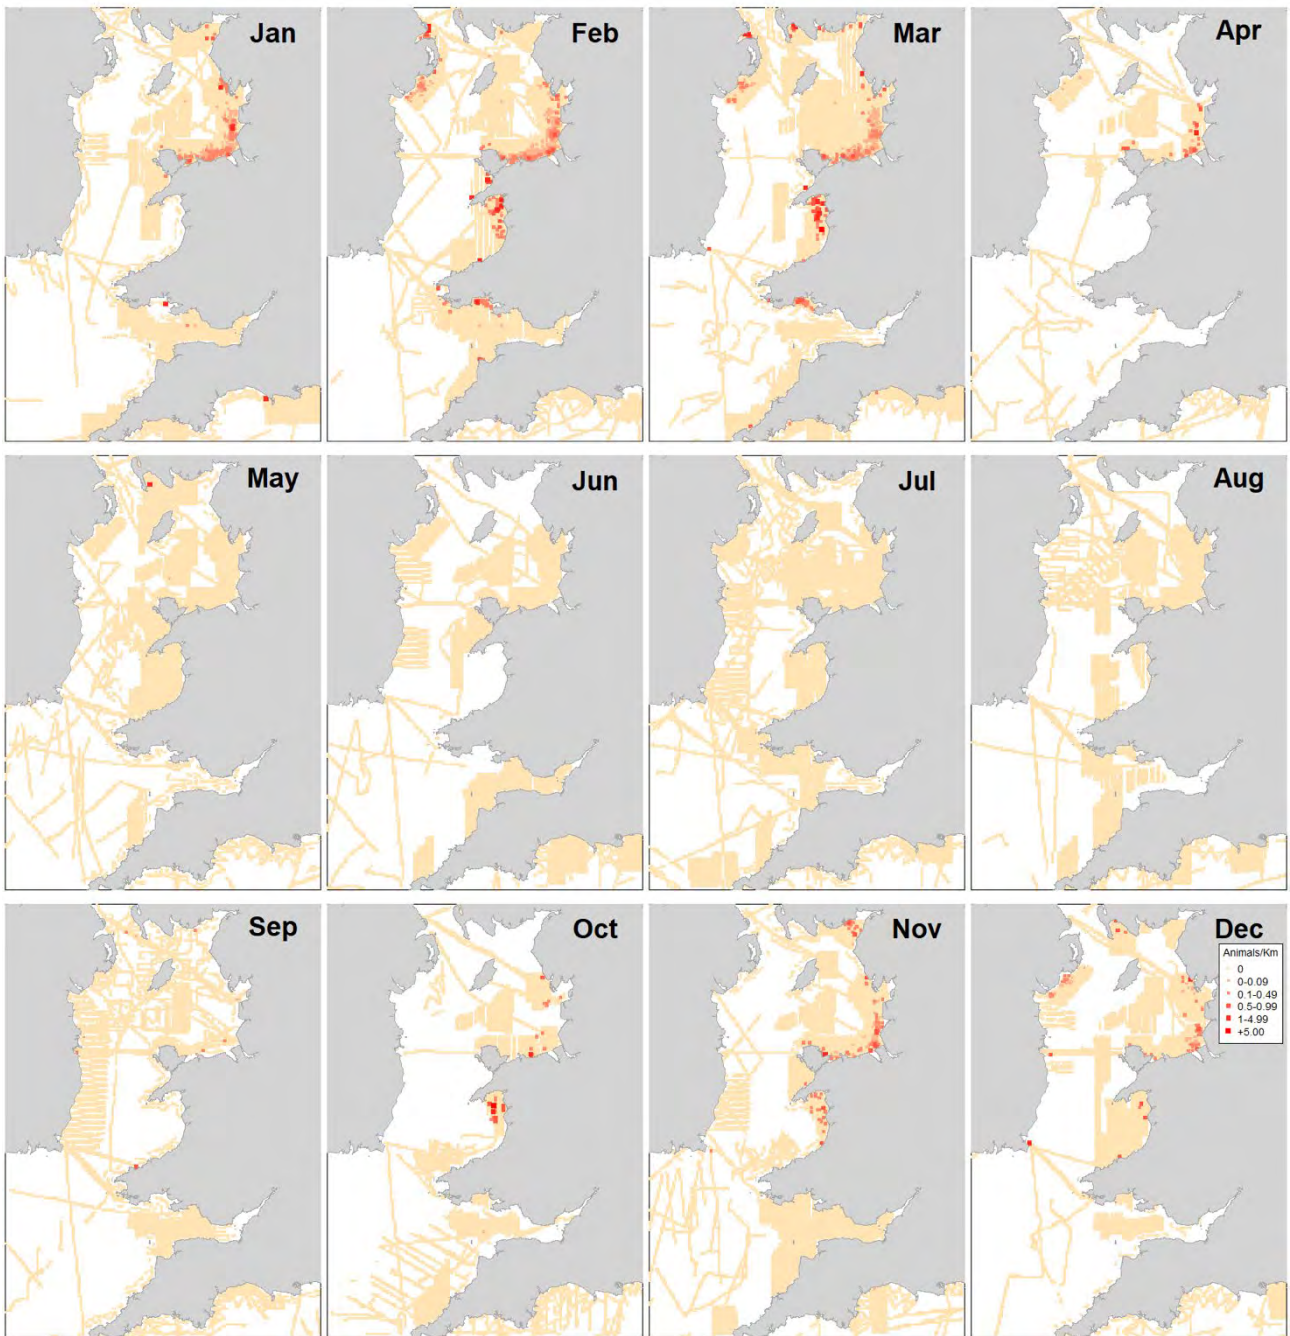 Jan
Feb
Mar
Apr
May
Jun
Jul
Aug
Sep
Oct
Nov
Dec
Animals/Km
0
0-0.09
0.1-0.49
0.5-0.99
1-4.99
+5.00